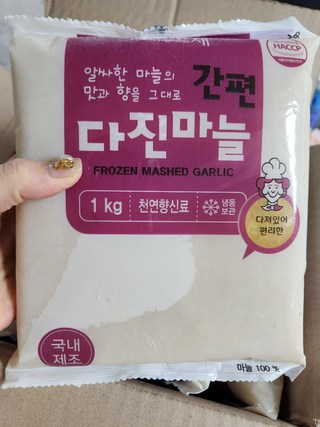 HACCP
알싸한 마늘의
맛과 향을 그대로
간편
다진마늘
FROZEN MASHED GARLIC
1 kg
천연향신료
냉동
보관
다져있어
편리한
국내
제조
마늘 100 %